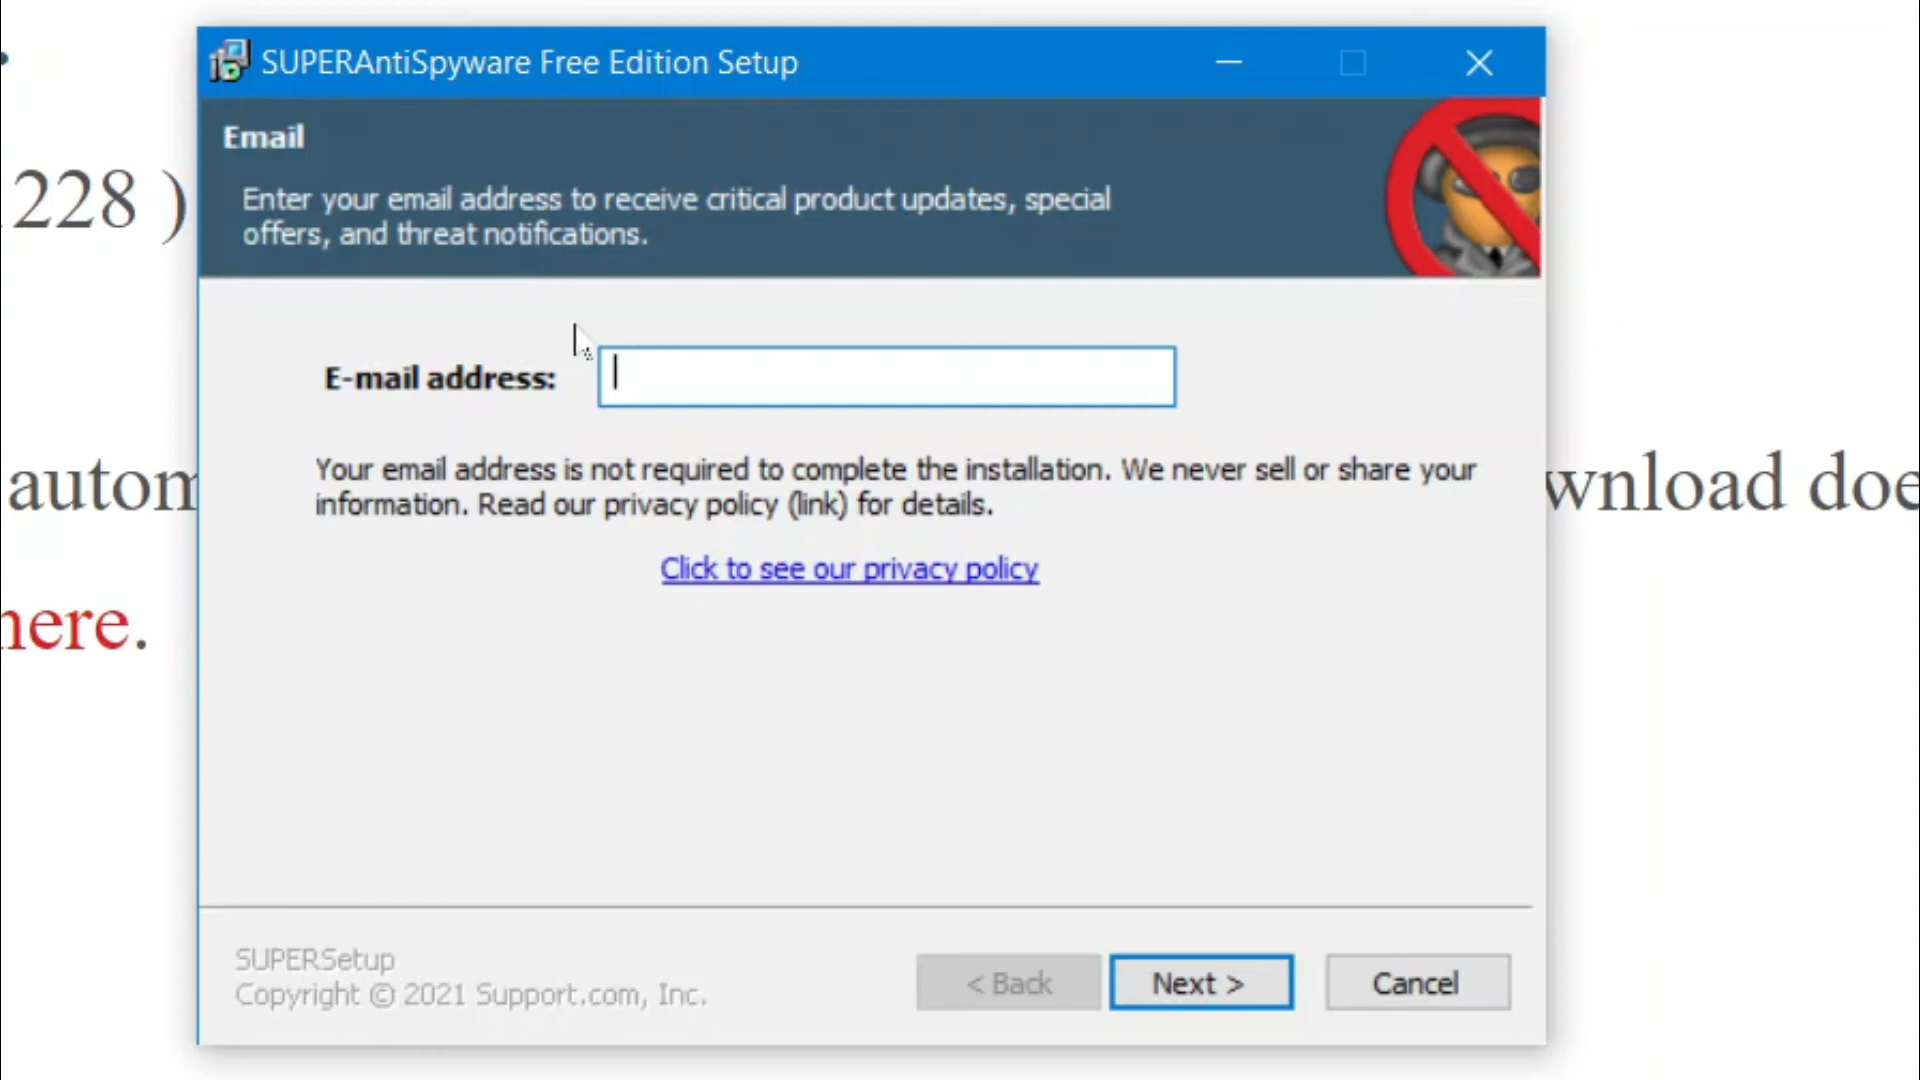 SUPERAntiSpyware Free Edition Setup
Email
Enter your email address to receive critical product updates, special
offers, and threat notifications.
228 )
E-mail address:
Your email address is not required to complete the installation. We never sell or share your
information. Read our privacy policy (link) for details.
Click to see our privacy policy
autom
wnload doe
here.
SUPERSetup
Copyright © 2021 Support.com, Inc.
< Back
Next >
Cancel